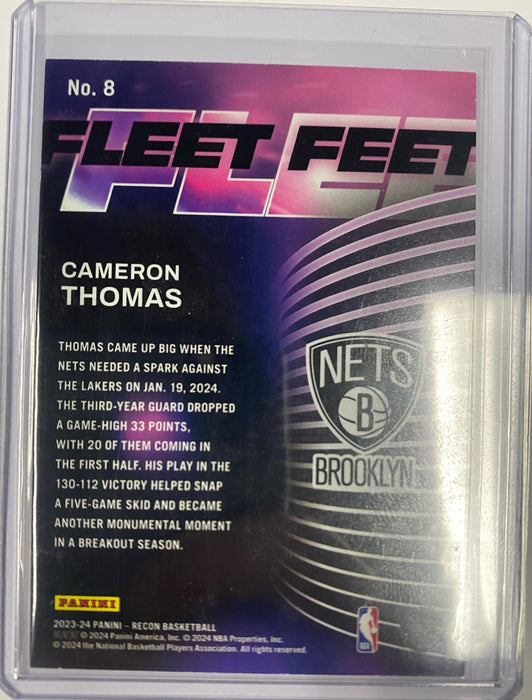 No. 8
FLEET FEET
FLEE
CAMERON
THOMAS
THOMAS CAME UP BIG WHEN THE
NETS NEEDED A SPARK AGAINST
THE LAKERS ON JAN. 19, 2024.
THE THIRD-YEAR GUARD DROPPED
A GAME-HIGH 33 POINTS,
WITH 20 OF THEM COMING IN
THE FIRST HALF. HIS PLAY IN THE
130-112 VICTORY HELPED SNAP
A FIVE-GAME SKID AND BECAME
ANOTHER MONUMENTAL MOMENT
IN A BREAKOUT SEASON.
NETS
B
BROOKLYN
PANINI
2023-24 PANINI – RECON BASKETBALL
© 2024 Panini America, Inc. © 2024 NBA Properties, Inc.
© 2024 the National Basketball Players Association. All rights reserved.
NBA